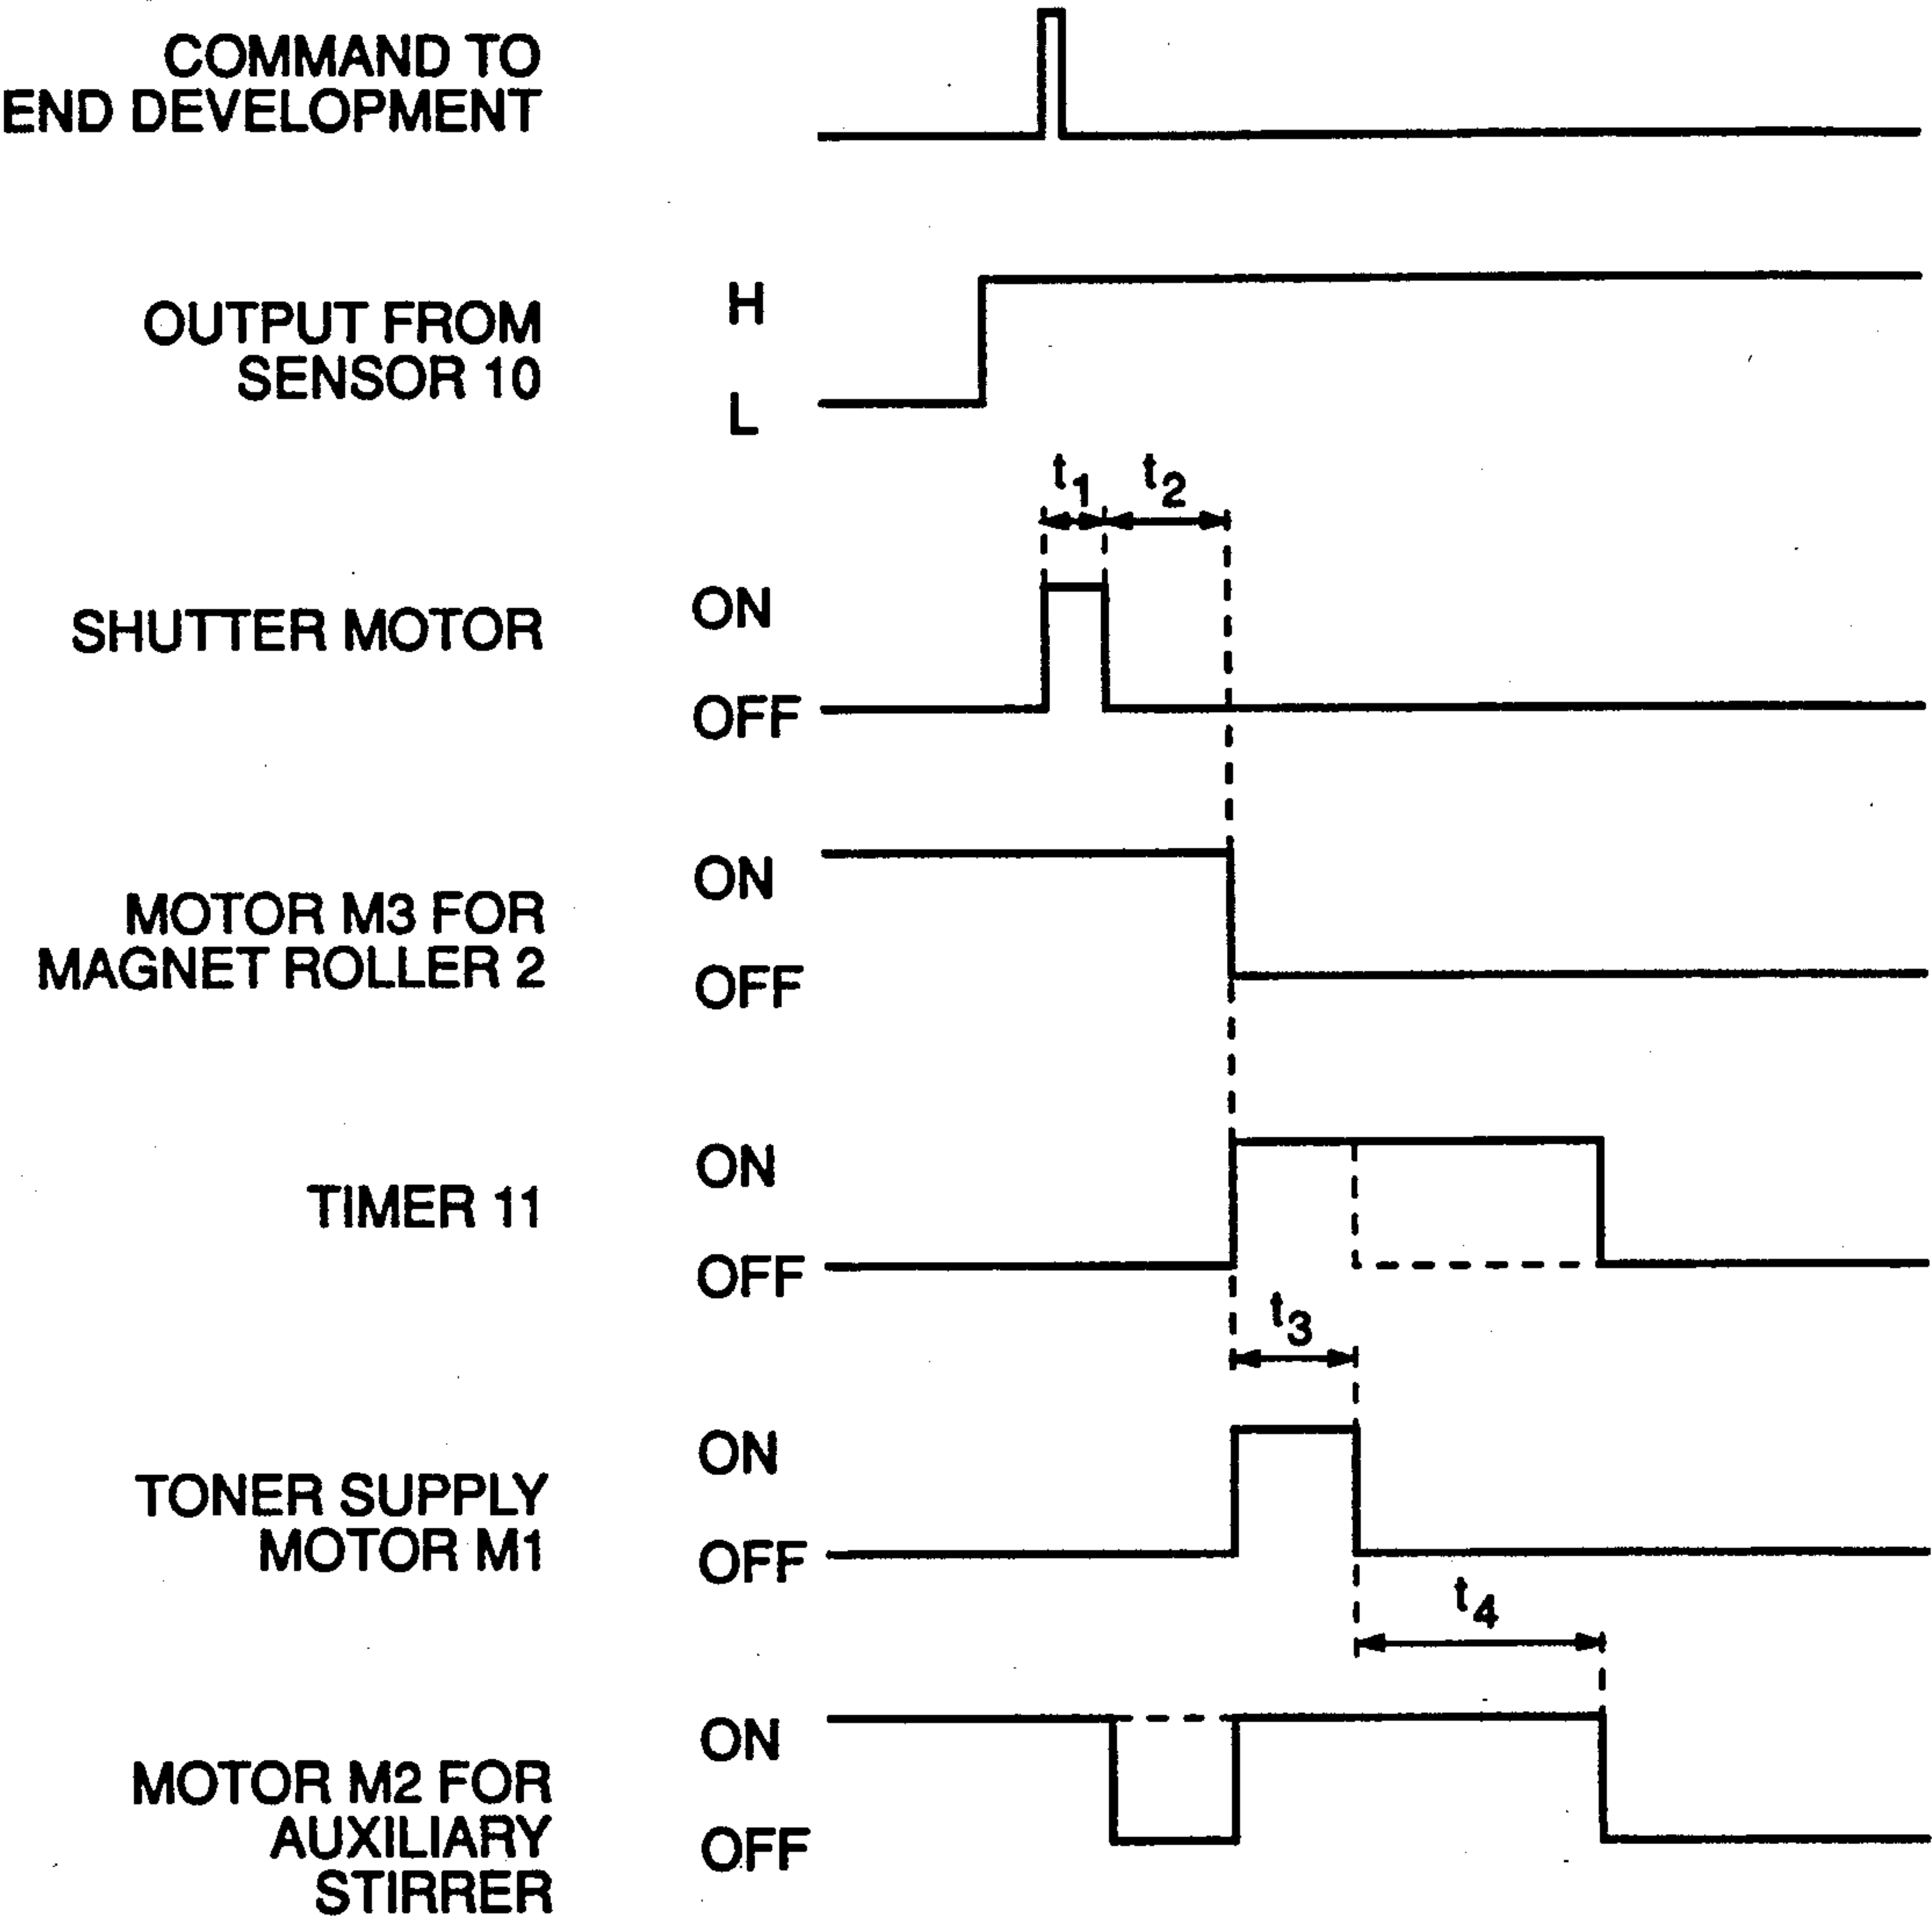 COMMAND TO
END DEVELOPMENT
OUTPUT FROM
SENSOR 10
H
L
t1
t2
SHUTTER MOTOR
ON
OFF
MOTOR M3 FOR
MAGNET ROLLER 2
ON
OFF
TIMER 11
ON
OFF
t3
TONER SUPPLY
MOTOR M1
ON
OFF
t4
MOTOR M2 FOR
AUXILIARY
STIRRER
ON
OFF